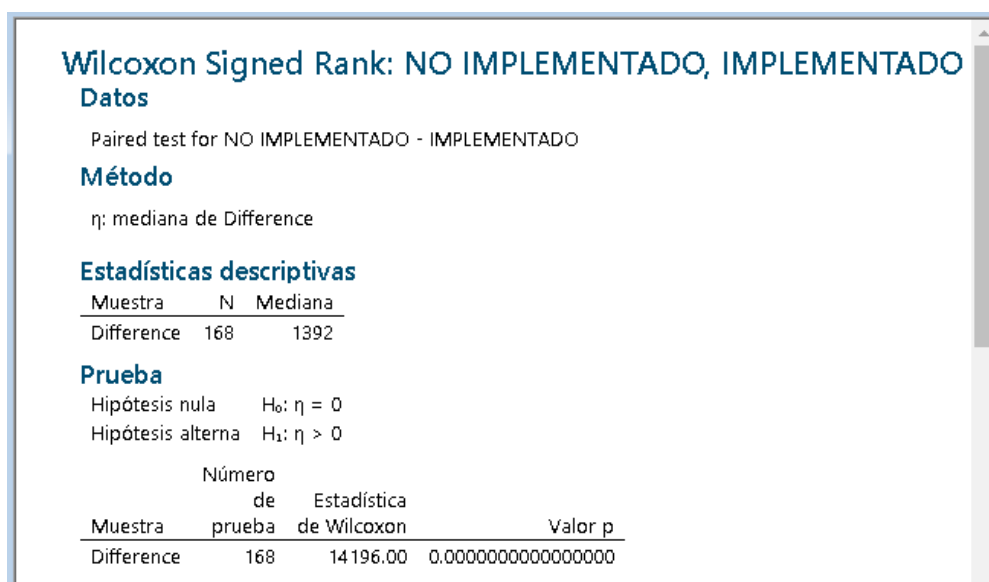 Wilcoxon Signed Rank: NO IMPLEMENTADO, IMPLEMENTADO
Datos
Paired test for NO IMPLEMENTADO - IMPLEMENTADO
Método
η: mediana de Difference
Estadísticas descriptivas
Muestra N Mediana
Difference 168 1392
Prueba
Hipótesis nula H₀: η = 0
Hipótesis alterna H₁: η > 0
Número
de Estadística
Muestra prueba de Wilcoxon Valor p
Difference 168 14196.00 0.0000000000000000